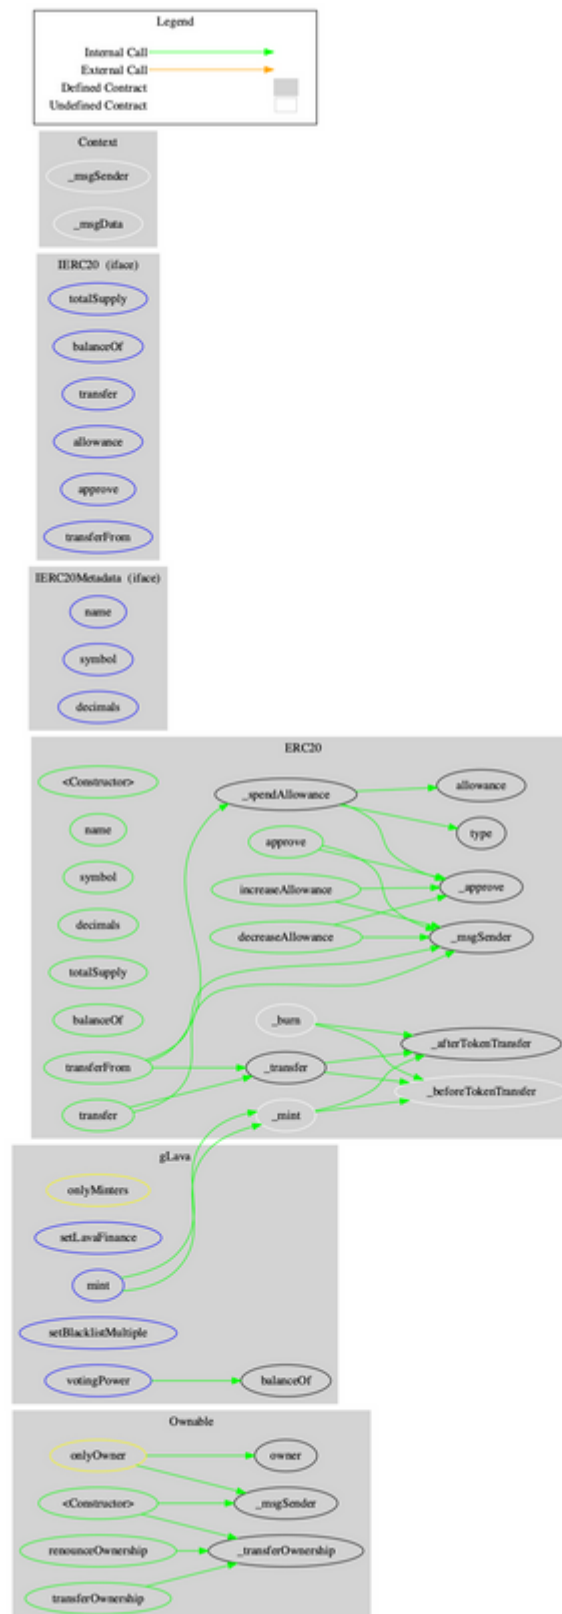 Legend
Internal Call
External Call
Defined Contract
Undefined Contract
Context
_msgSender
_msgData
IERC20 (iface)
totalSupply
balanceOf
transfer
allowance
approve
transferFrom
IERC20Metadata (iface)
name
symbol
decimals
ERC20
<Constructor>
name
symbol
decimals
totalSupply
balanceOf
transferFrom
transfer
_spendAllowance
approve
increaseAllowance
decreaseAllowance
_burn
_transfer
_mint
allowance
type
_approve
_msgSender
_afterTokenTransfer
_beforeTokenTransfer
gLava
onlyMinters
setLavaFinance
mint
setBlacklistMultiple
votingPower
balanceOf
Ownable
onlyOwner
<Constructor>
renounceOwnership
transferOwnership
owner
_msgSender
_transferOwnership